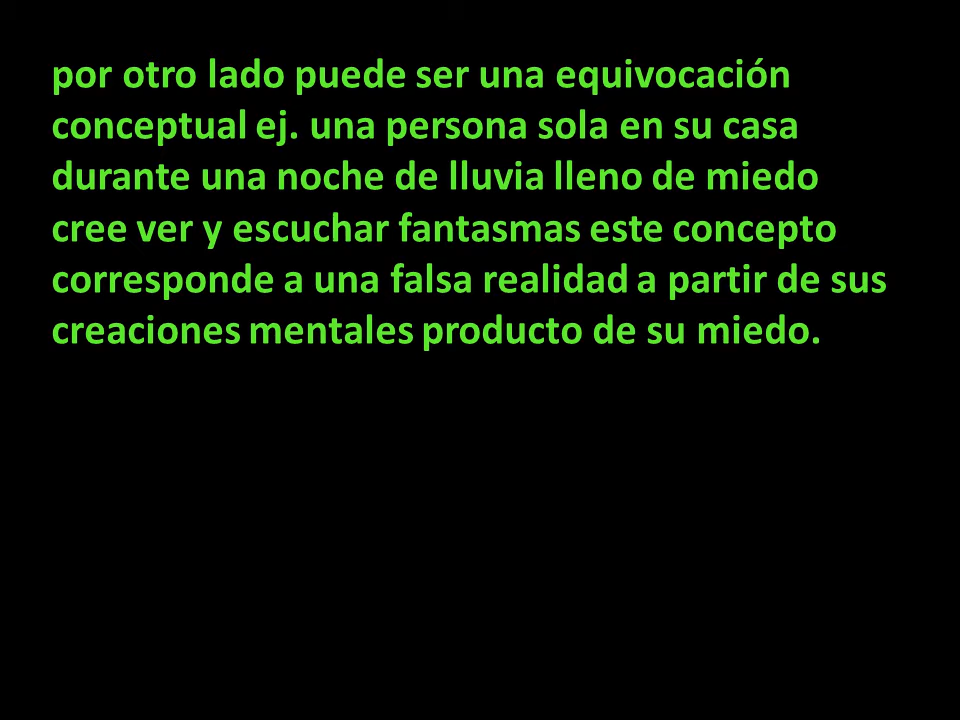 por otro lado puede ser una equivocación
conceptual ej. una persona sola en su casa
durante una noche de lluvia lleno de miedo
cree ver y escuchar fantasmas este concepto
corresponde a una falsa realidad a partir de sus
creaciones mentales producto de su miedo.